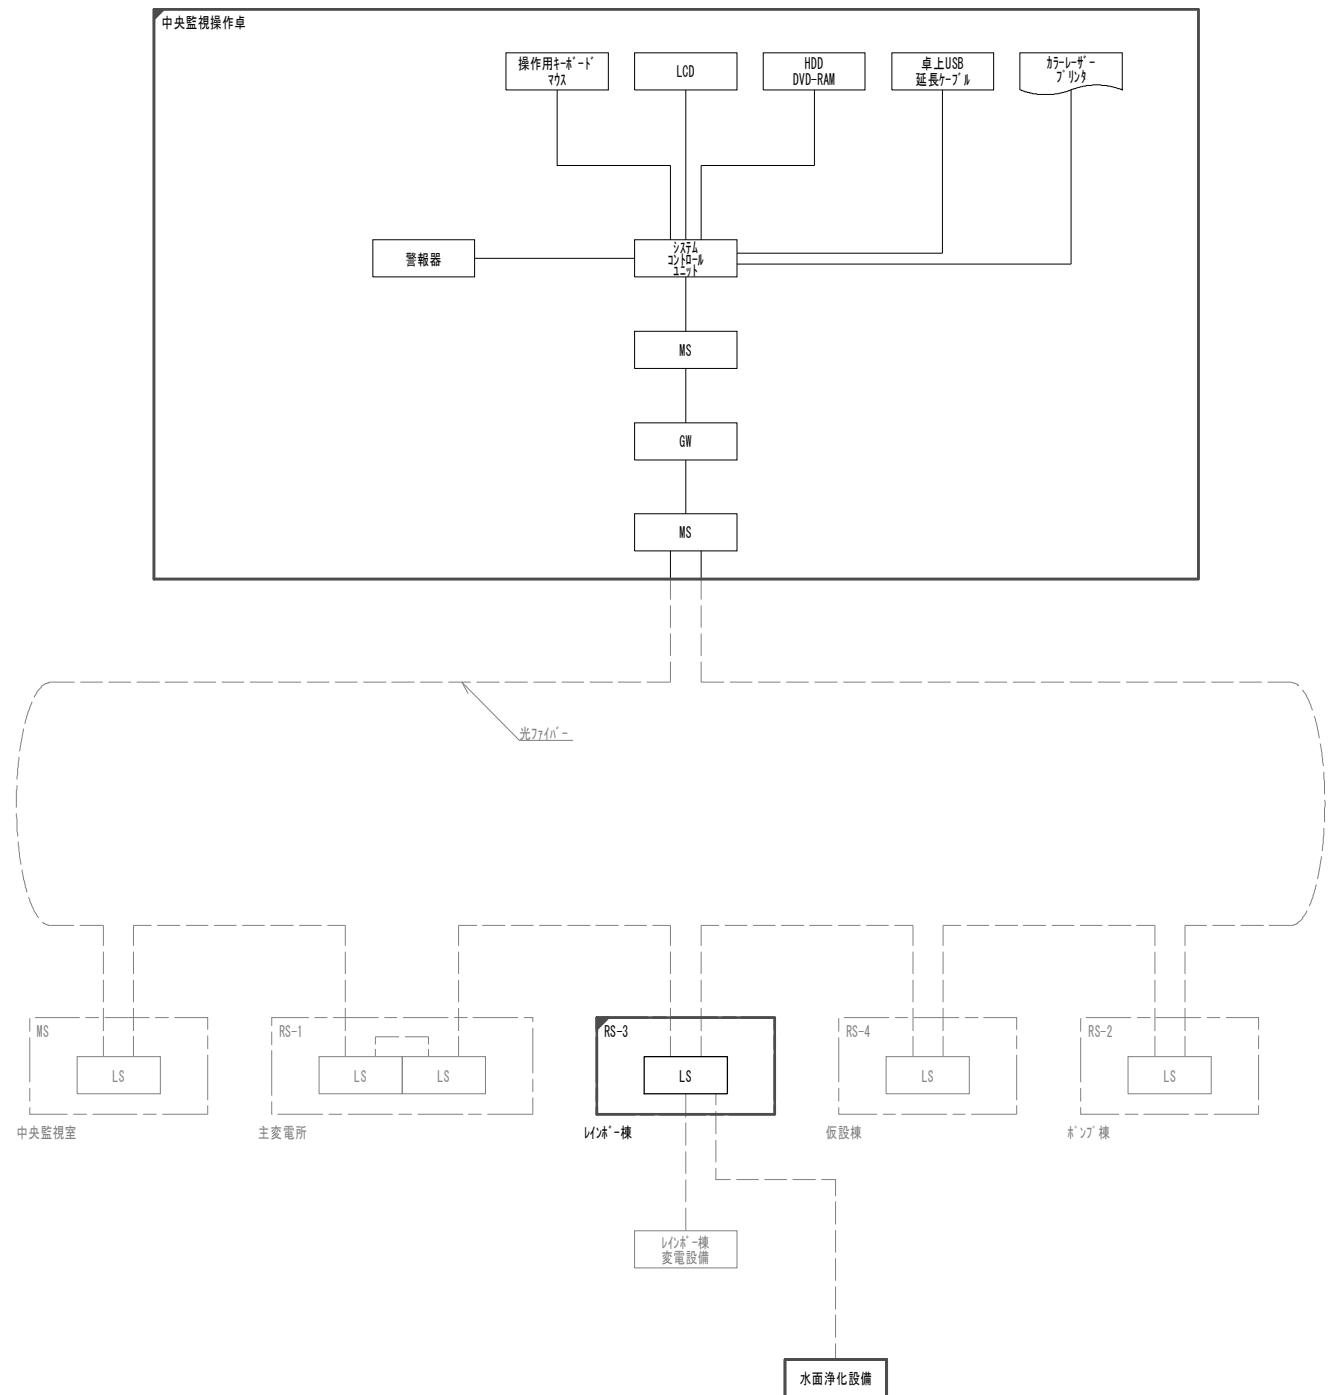 中央監視操作卓
操作用ｷｰﾎﾞｰﾄﾞ
ﾏｳｽ
LCD
HDD
DVD-RAM
卓上USB
延長ｹｰﾌﾞﾙ
ｶﾗｰﾚｰｻﾞｰ
ﾌﾟﾘﾝﾀ
警報器
ｼｽﾃﾑ
ｺﾝﾄﾛｰﾙ
ﾕﾆｯﾄ
MS
GW
MS
光ﾌｧｲﾊﾞｰ
MS
LS
中央監視室
RS-1
LS
LS
主変電所
RS-3
LS
ﾚｲﾝﾎﾞｰ棟
RS-4
LS
仮設棟
RS-2
LS
ﾎﾟﾝﾌﾟ棟
ﾚｲﾝﾎﾞｰ棟
変電設備
水面浄化設備